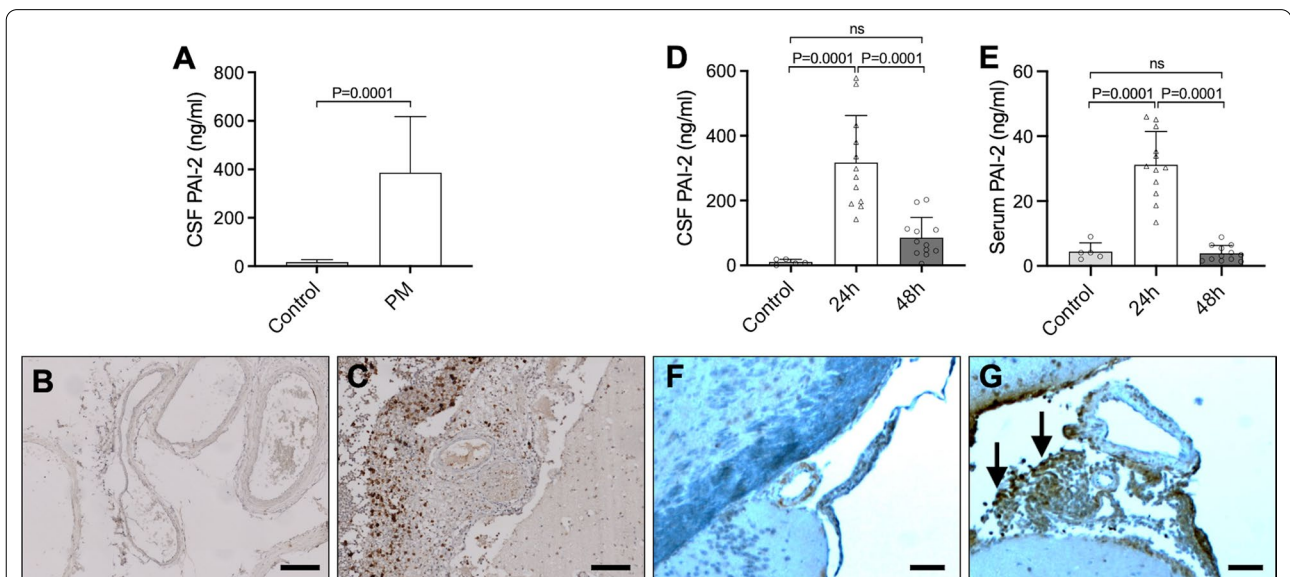 A
CSF PAI-2 (ng/ml)
800
600
400
200
0
P=0.0001
Control
PM
D
CSF PAI-2 (ng/ml)
600
400
200
0
ns
P=0.0001
P=0.0001
Control
24h
48h
E
Serum PAI-2 (ng/ml)
60
40
20
0
ns
P=0.0001
P=0.0001
Control
24h
48h
B
C
F
G